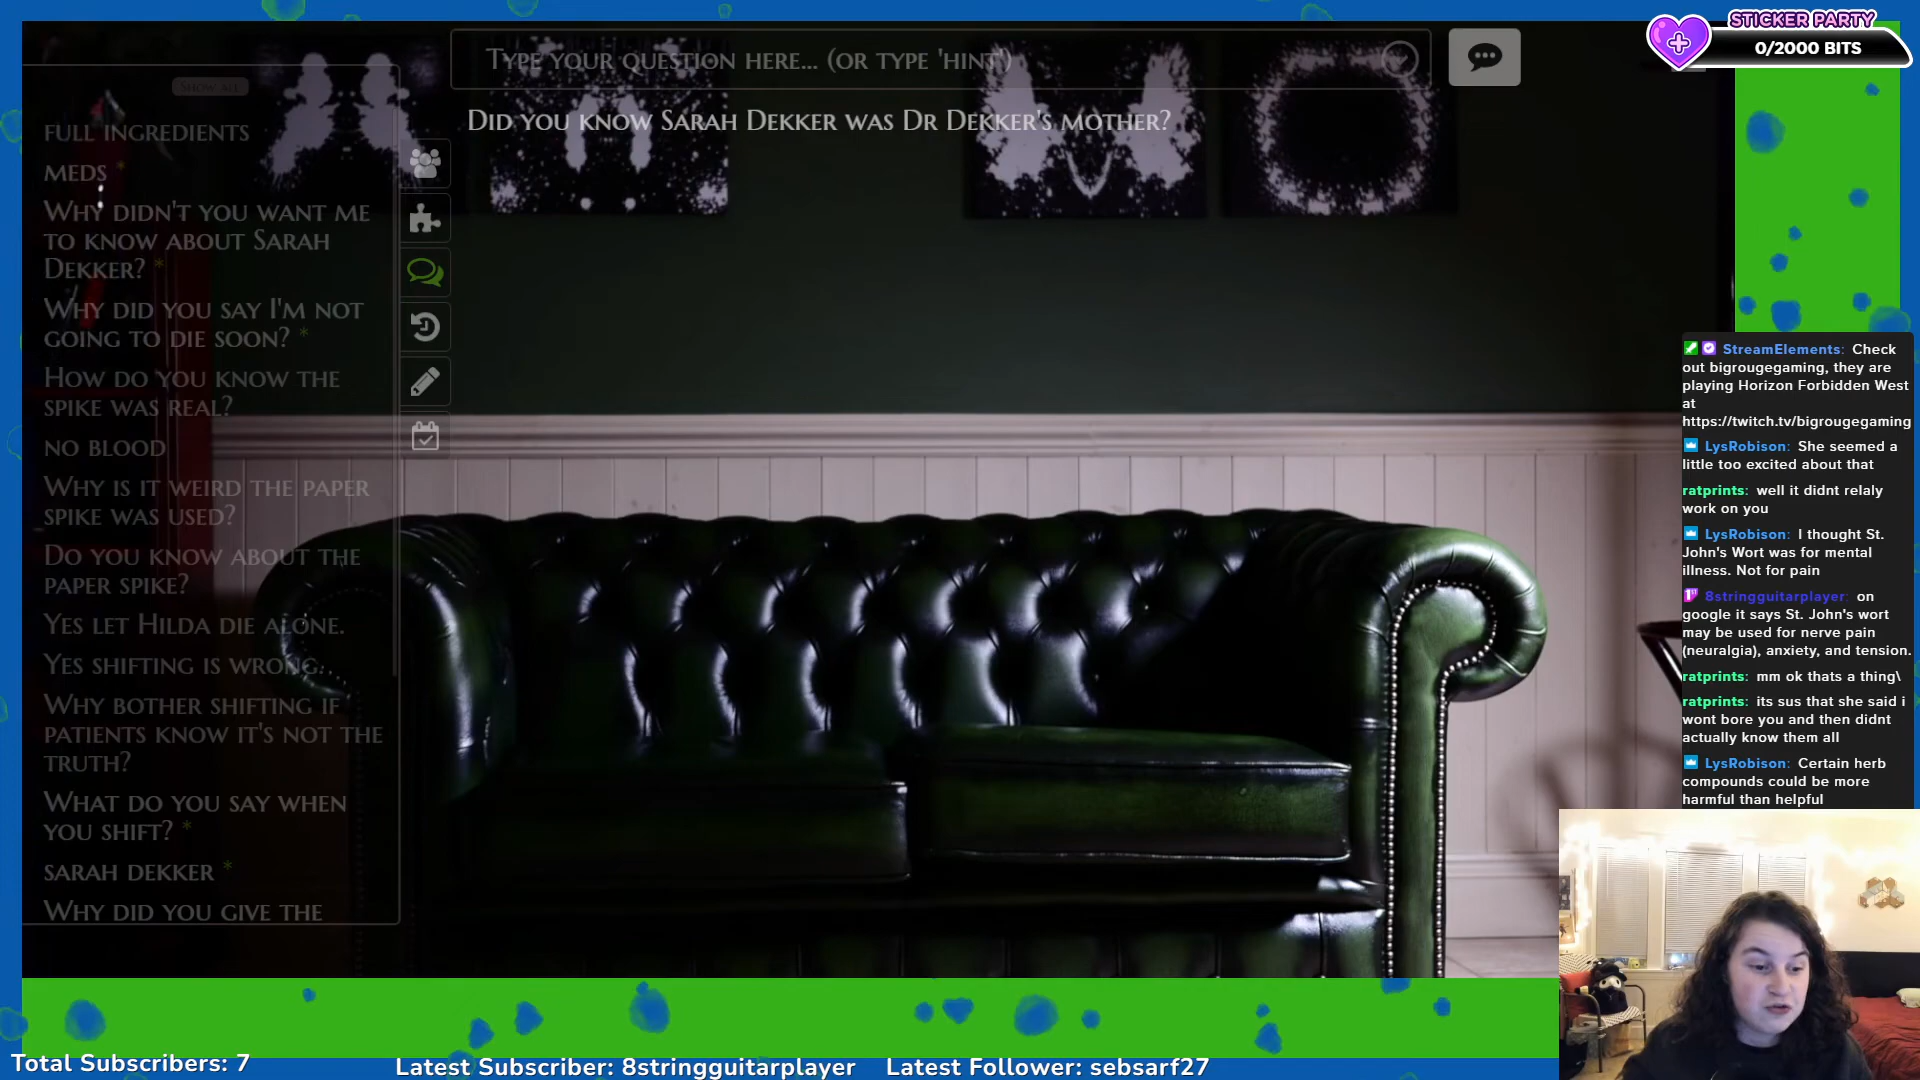 STICKER PARTY
0/2000 BITS
Type your question here... (or type 'hint')
Did you know Sarah Dekker was Dr Dekker's mother?
Show all
full ingredients
meds *
Why didn't you want me
to know about Sarah
Dekker? *
Why did you say I'm not
going to die soon? *
How do you know the
spike was real?
no blood
Why is it weird the paper
spike was used?
Do you know about the
paper spike?
Yes let Hilda die alone.
Yes shifting is wrong.
Why bother shifting if
patients know it's not the
truth?
What do you say when
you shift? *
sarah dekker *
Why did you give the
StreamElements: Check
out bigrougegaming, they are
playing Horizon Forbidden West
at
https://twitch.tv/bigrougegaming
LysRobison: She seemed a
little too excited about that
ratprints: well it didnt relaly
work on you
LysRobison: I thought St.
John's Wort was for mental
illness. Not for pain
8stringguitarplayer: on
google it says St. John's wort
may be used for nerve pain
(neuralgia), anxiety, and tension.
ratprints: mm ok thats a thing\
ratprints: its sus that she said i
wont bore you and then didnt
actually know them all
LysRobison: Certain herb
compounds could be more
harmful than helpful
Total Subscribers: 7
Latest Subscriber: 8stringguitarplayer
Latest Follower: sebsarf27